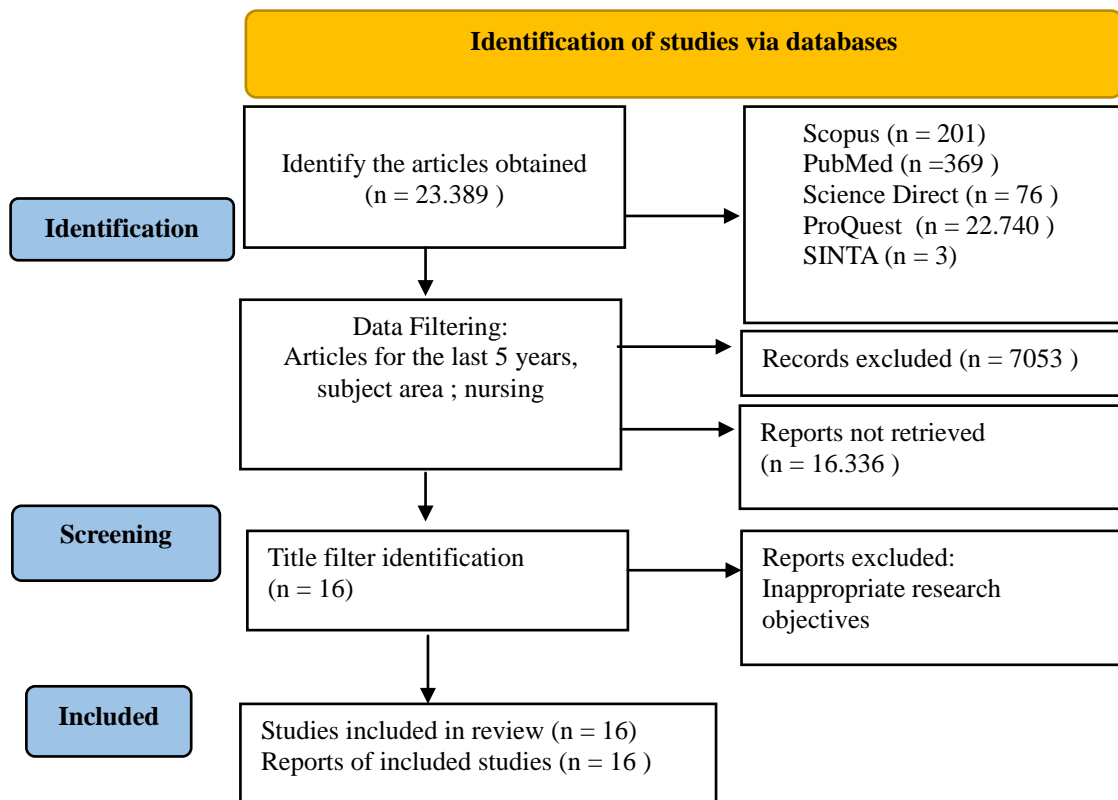 Identification of studies via databases
Identification
Identify the articles obtained
(n = 23.389 )
Scopus (n = 201)
PubMed (n =369 )
Science Direct (n = 76 )
ProQuest (n = 22.740 )
SINTA (n = 3)
Data Filtering:
Articles for the last 5 years,
subject area ; nursing
Records excluded (n = 7053 )
Reports not retrieved
(n = 16.336 )
Screening
Title filter identification
(n = 16)
Reports excluded:
Inappropriate research
objectives
Included
Studies included in review (n = 16)
Reports of included studies (n = 16 )